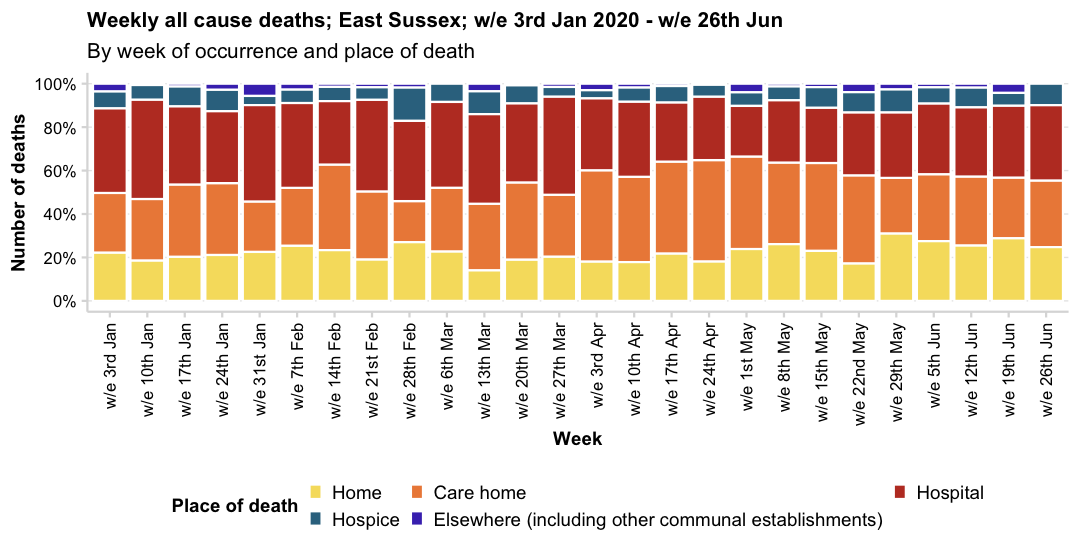 Weekly all cause deaths; East Sussex; w/e 3rd Jan 2020 - w/e 26th Jun
By week of occurrence and place of death
Number of deaths
100%
80%
60%
40%
20%
0%
w/e 3rd Jan
w/e 10th Jan
w/e 17th Jan
w/e 24th Jan
w/e 31st Jan
w/e 7th Feb
w/e 14th Feb
w/e 21st Feb
w/e 28th Feb
w/e 6th Mar
w/e 13th Mar
w/e 20th Mar
w/e 27th Mar
w/e 3rd Apr
w/e 10th Apr
w/e 17th Apr
w/e 24th Apr
w/e 1st May
w/e 8th May
w/e 15th May
w/e 22nd May
w/e 29th May
w/e 5th Jun
w/e 12th Jun
w/e 19th Jun
w/e 26th Jun
Week
Place of death
Home
Care home
Hospital
Hospice
Elsewhere (including other communal establishments)